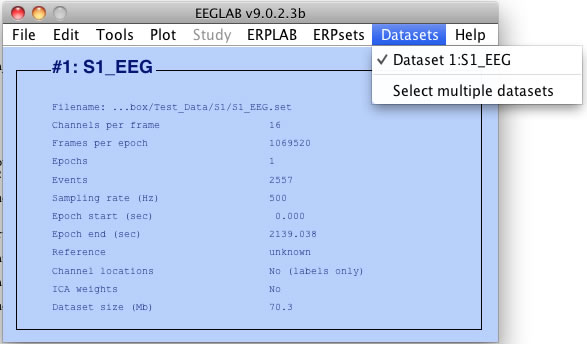 EEGLAB v9.0.2.3b
File Edit Tools Plot Study ERPLAB ERPsets Datasets Help
✓ Dataset 1:S1_EEG
Select multiple datasets
#1: S1_EEG
Filename: ...box/Test_Data/S1/S1_EEG.set
Channels per frame 16
Frames per epoch 1069520
Epochs 1
Events 2557
Sampling rate (Hz) 500
Epoch start (sec) 0.000
Epoch end (sec) 2139.038
Reference unknown
Channel locations No (labels only)
ICA weights No
Dataset size (Mb) 70.3